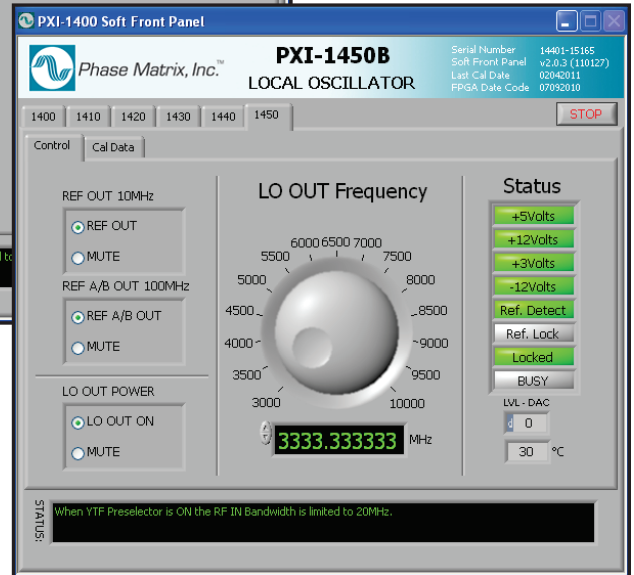 PXI-1400 Soft Front Panel
Phase Matrix, Inc.™
PXI-1450B
LOCAL OSCILLATOR
Serial Number 14401-15165
Soft Front Panel v2.0.3 (110127)
Last Cal Date 02042011
FPGA Date Code 07092010
1400 1410 1420 1430 1440 1450
STOP
Control Cal Data
REF OUT 10MHz
REF OUT
MUTE
REF A/B OUT 100MHz
REF A/B OUT
MUTE
LO OUT POWER
LO OUT ON
MUTE
LO OUT Frequency
3000
3500
4000
4500
5000
5500
6000
6500
7000
7500
8000
8500
9000
9500
10000
3333.333333 MHz
Status
+5Volts
+12Volts
+3Volts
-12Volts
Ref. Detect
Ref. Lock
Locked
BUSY
LVL - DAC
d 0
30 °C
STATUS:
When YTF Preselector is ON the RF IN Bandwidth is limited to 20MHz.